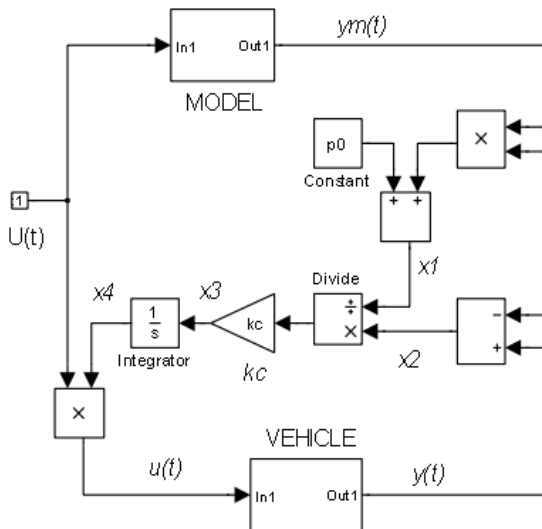 ym(t)
In1 Out1
MODEL
p0
×
Constant
1
+ +
U(t)
x1
Divide
x4 x3
÷
−
1
s
kc
×
+
x2
Integrator
kc
×
VEHICLE
u(t) y(t)
In1 Out1